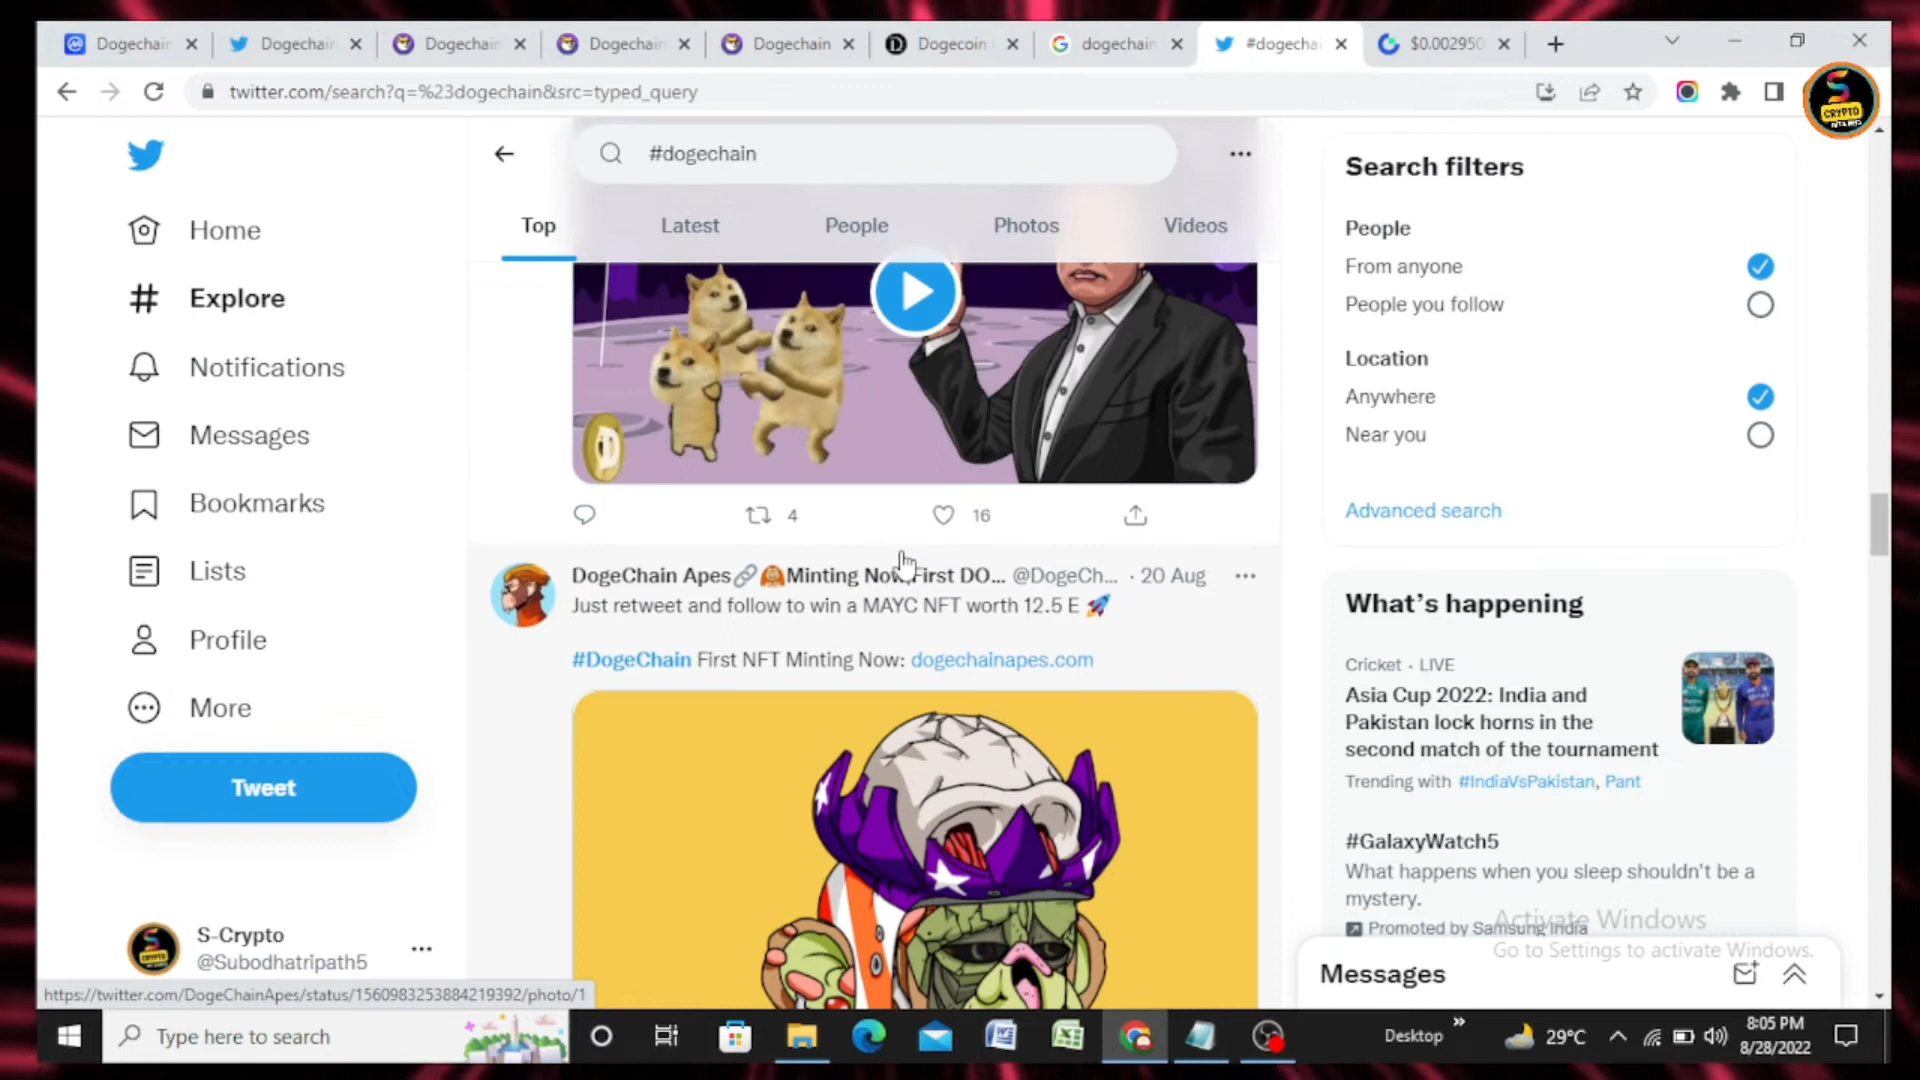 Dogechain
Dogechain
Dogechain
Dogechain
Dogechain
Dogecoin
dogechain
#dogechai
$0.002950
twitter.com/search?q=%23dogechain&src=typed_query
S
CRYPTO
#dogechain
Top
Latest
People
Photos
Videos
Home
Explore
Notifications
Messages
Bookmarks
Lists
Profile
More
Tweet
S-Crypto
@Subodhatripath5
4
16
DogeChain Apes Minting Now First DO... @DogeCh... · 20 Aug
Just retweet and follow to win a MAYC NFT worth 12.5 E
#DogeChain First NFT Minting Now: dogechainapes.com
Search filters
People
From anyone
People you follow
Location
Anywhere
Near you
Advanced search
What's happening
Cricket · LIVE
Asia Cup 2022: India and
Pakistan lock horns in the
second match of the tournament
Trending with #IndiaVsPakistan, Pant
#GalaxyWatch5
What happens when you sleep shouldn't be a
mystery.
Promoted by Samsung India
Activate Windows
Go to Settings to activate Windows.
Messages
https://twitter.com/DogeChainApes/status/1560983253884219392/photo/1
Type here to search
Desktop
29°C
8:05 PM
8/28/2022